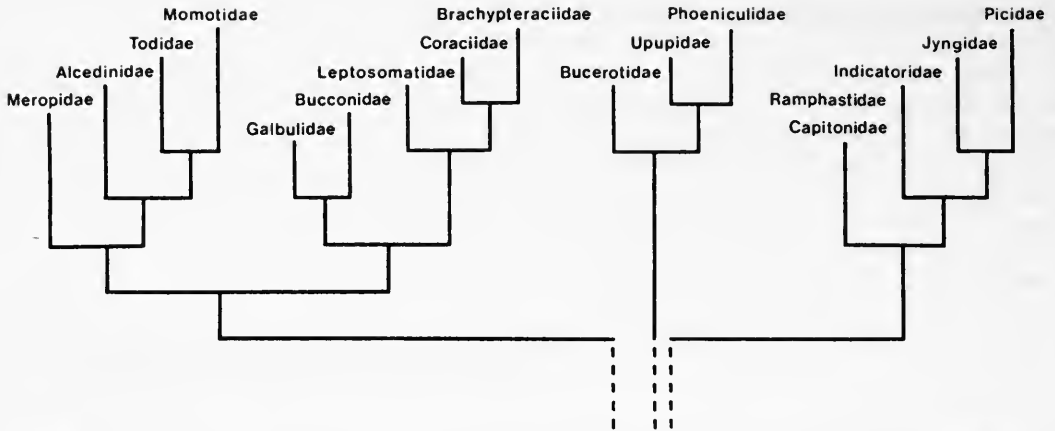 Momotidae
Brachypteraciidae
Phoeniculidae
Picidae
Todidae
Coraciidae
Upupidae
Jyngidae
Alcedinidae
Leptosomatidae
Bucerotidae
Indicatoridae
Meropidae
Bucconidae
Ramphastidae
Galbulidae
Capitonidae